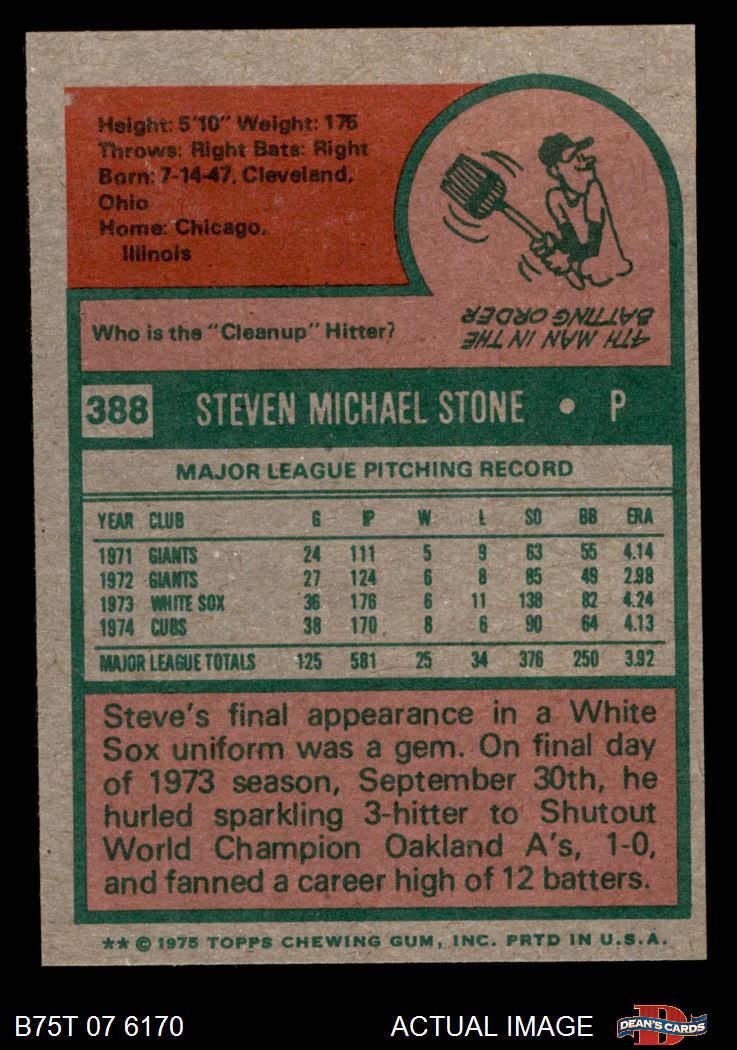 Height: 5'10" Weight: 175
Throws: Right Bats: Right
Born: 7-14-47, Cleveland,
Ohio
Home: Chicago,
Illinois
Who is the "Cleanup" Hitter?
4TH MAN IN THE
BATTING ORDER
388 STEVEN MICHAEL STONE • P
MAJOR LEAGUE PITCHING RECORD
YEAR CLUB G IP W L SO BB ERA
1971 GIANTS 24 111 5 9 63 55 4.14
1972 GIANTS 27 124 6 8 85 49 2.98
1973 WHITE SOX 36 176 6 11 138 82 4.24
1974 CUBS 38 170 8 6 90 64 4.13
MAJOR LEAGUE TOTALS 125 581 25 34 376 250 3.92
Steve's final appearance in a White
Sox uniform was a gem. On final day
of 1973 season, September 30th, he
hurled sparkling 3-hitter to Shutout
World Champion Oakland A's, 1-0,
and fanned a career high of 12 batters.
** © 1975 TOPPS CHEWING GUM, INC. PRTD IN U.S.A.
B75T 07 6170 ACTUAL IMAGE D DEAN'S CARDS